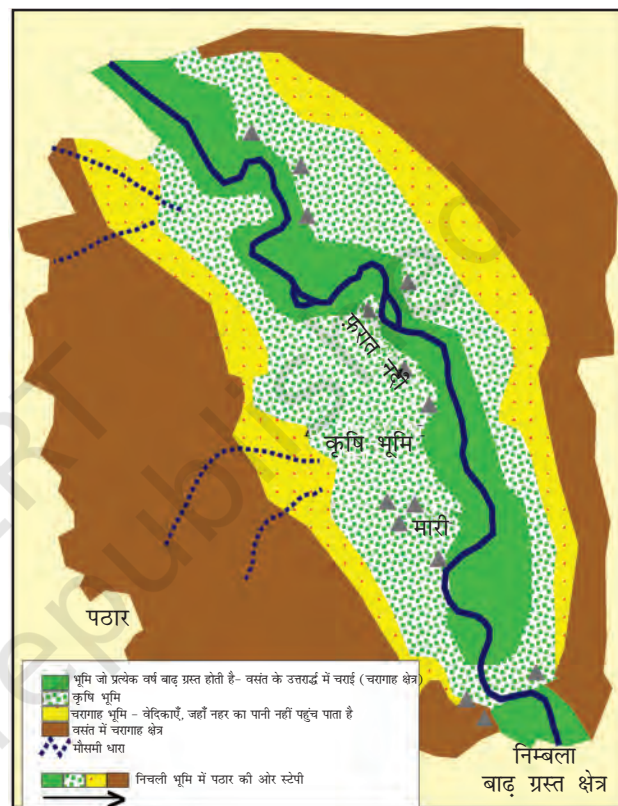 फ़रात नदी
कृषि भूमि
मारी
पठार
भूमि जो प्रत्येक वर्ष बाढ़ ग्रस्त होती है– वसंत के उत्तरार्द्ध में चराई (चरागाह क्षेत्र)
कृषि भूमि
चरागाह भूमि – वेदिकाएँ, जहाँ नहर का पानी नहीं पहुंच पाता है
वसंत में चरागाह क्षेत्र
मौसमी धारा
निचली भूमि में पठार की ओर स्टेपी
निम्बला
बाढ़ ग्रस्त क्षेत्र